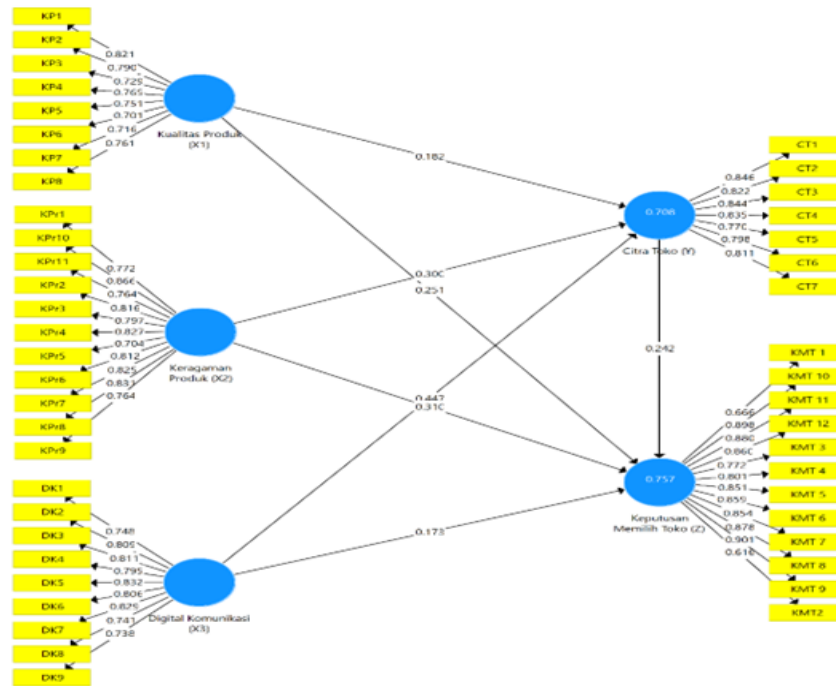 KP1
KP2
KP3
KP4
KP5
KP6
KP7
KP8
0.821
0.790
0.729
0.765
0.751
0.701
0.716
0.761
Kualitas Produk
(X1)
KPr1
KPr10
KPr11
KPr2
KPr3
KPr4
KPr5
KPr6
KPr7
KPr8
KPr9
0.772
0.866
0.764
0.816
0.797
0.827
0.704
0.812
0.825
0.831
0.764
Keragaman
Produk (X2)
DK1
DK2
DK3
DK4
DK5
DK6
DK7
DK8
DK9
0.748
0.805
0.811
0.795
0.832
0.806
0.829
0.741
0.738
Digital Komunikasi
(X3)
0.182
0.300
0.251
0.447
0.310
0.173
0.242
0.708
Citra Toko (Y)
0.846
0.822
0.844
0.835
0.770
0.798
0.811
CT1
CT2
CT3
CT4
CT5
CT6
CT7
0.757
Keputusan
Memilih Toko (Z)
0.666
0.898
0.880
0.860
0.772
0.801
0.851
0.859
0.854
0.878
0.901
0.616
KMT 1
KMT 10
KMT 11
KMT 12
KMT 3
KMT 4
KMT 5
KMT 6
KMT 7
KMT 8
KMT 9
KMT2